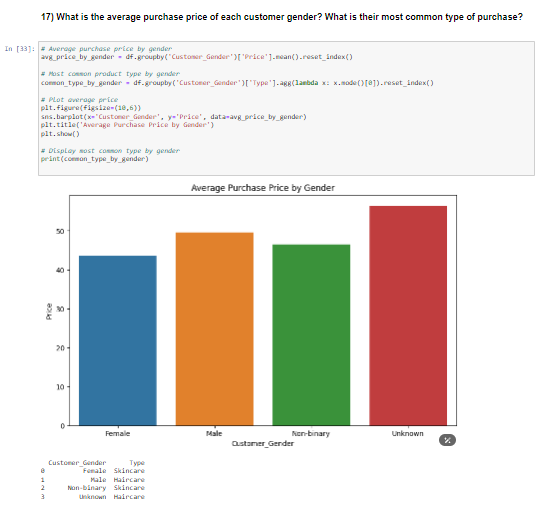 17) What is the average purchase price of each customer gender? What is their most common type of purchase?
In [33]:
# Average purchase price by gender
avg_price_by_gender = df.groupby('Customer_Gender')['Price'].mean().reset_index()
# Most common product type by gender
common_type_by_gender = df.groupby('Customer_Gender')['Type'].agg(lambda x: x.mode()[0]).reset_index()
# Plot average price
plt.figure(figsize=(10,6))
sns.barplot(x='Customer_Gender', y='Price', data=avg_price_by_gender)
plt.title('Average Purchase Price by Gender')
plt.show()
# Display most common type by gender
print(common_type_by_gender)
Average Purchase Price by Gender
50
40
30
20
10
0
Price
Female Male Non-binary Unknown
Customer_Gender
Customer_Gender Type
0 Female Skincare
1 Male Haircare
2 Non-binary Skincare
3 Unknown Haircare